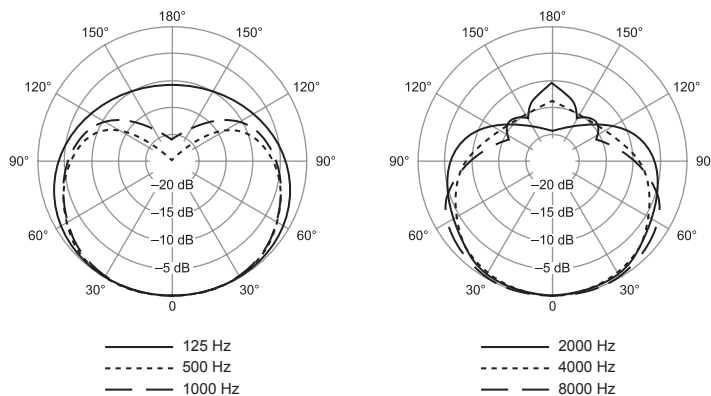 180° 180°
150° 150° 150° 150°
120° 120° 120° 120°
90° 90° 90° 90
60° 60° 60° 60°
30° 30° 30° 30°
0 0
–20 dB –20 dB
–15 dB –15 dB
–10 dB –10 dB
–5 dB –5 dB
125 Hz 2000 Hz
500 Hz 4000 Hz
1000 Hz 8000 Hz